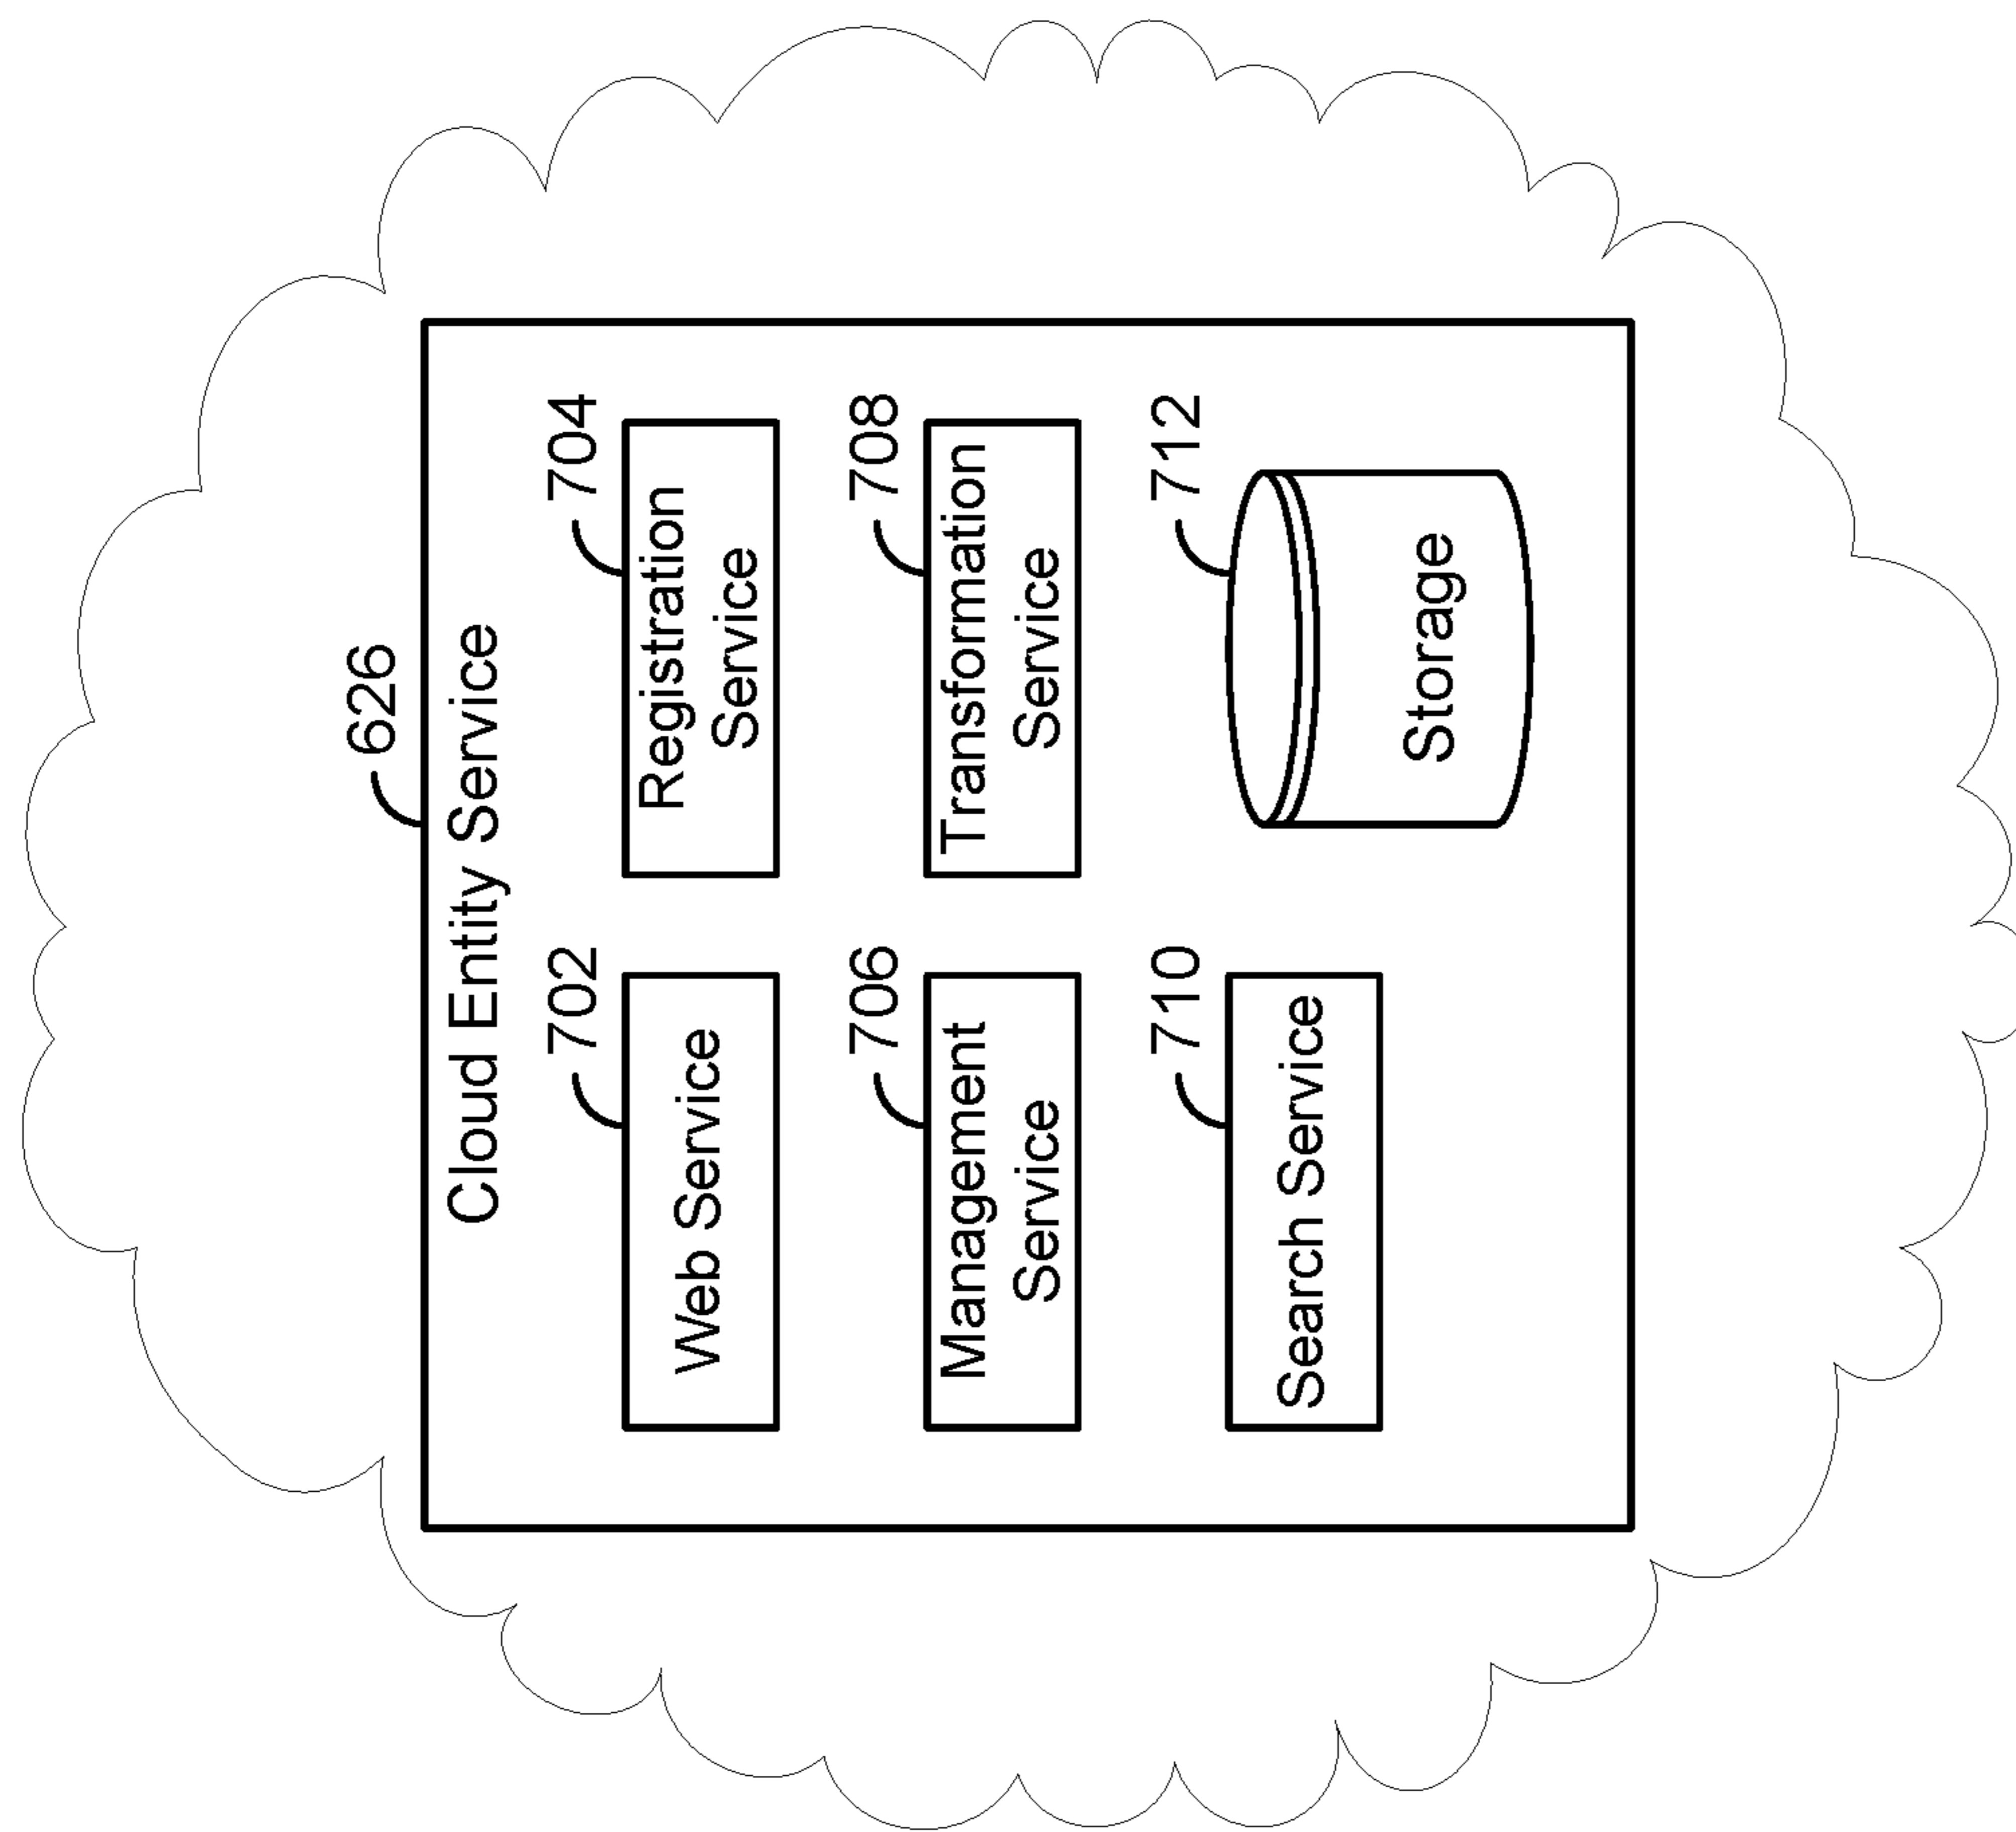 626
Cloud Entity Service
702
Web Service
704
Registration
Service
706
Management
Service
708
Transformation
Service
710
Search Service
712
Storage